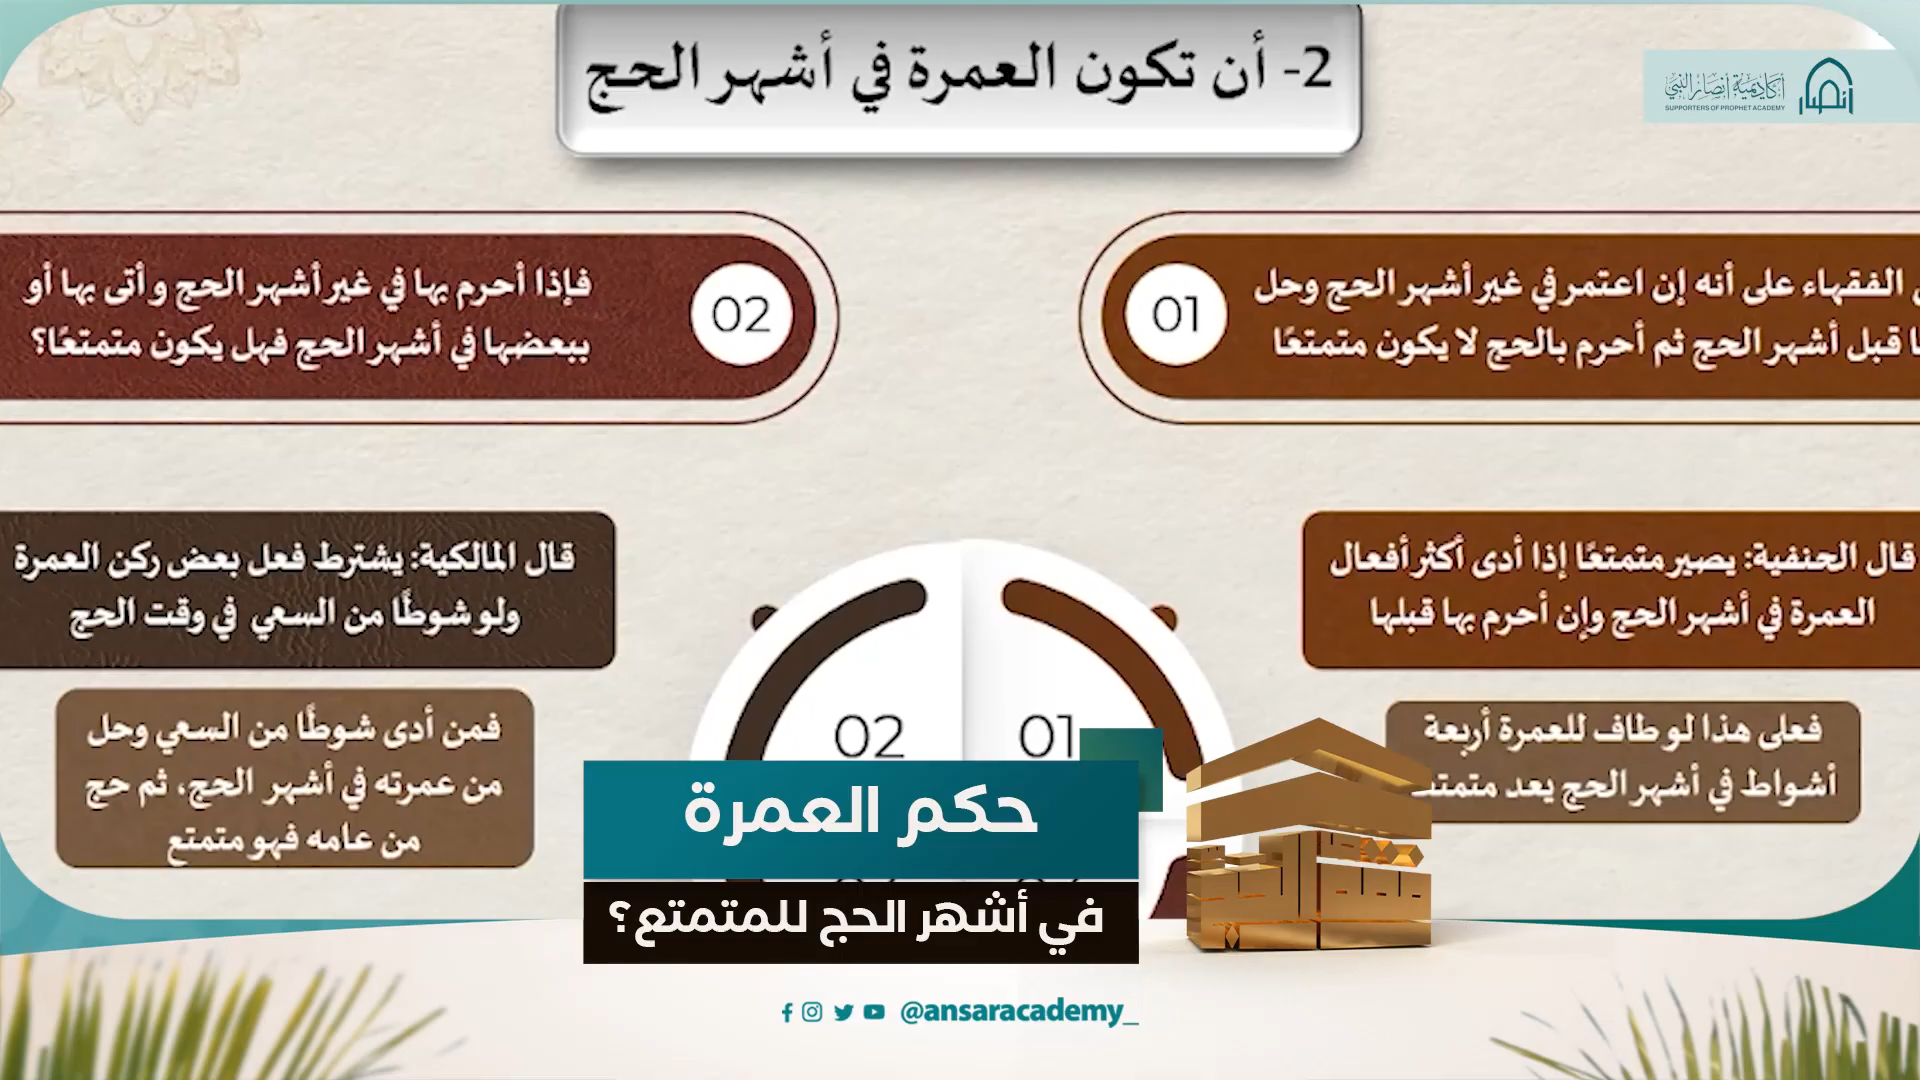 2- أن تكون العمرة في أشهر الحج
أكاديمية أنصار النبي
SUPPORTERS OF PROPHET ACADEMY
أنصار
01
الفقهاء على أنه إن اعتمر في غير أشهر الحج وحل
قبل أشهر الحج ثم أحرم بالحج لا يكون متمتعًا
02
فإذا أحرم بها في غير أشهر الحج وأتى بها أو
ببعضها في أشهر الحج فهل يكون متمتعًا؟
قال الحنفية: يصير متمتعًا إذا أدى أكثر أفعال
العمرة في أشهر الحج وإن أحرم بها قبلها
فعلى هذا لو طاف للعمرة أربعة
أشواط في أشهر الحج يعد
قال المالكية: يشترط فعل بعض ركن العمرة
ولو شوطًا من السعي في وقت الحج
فمن أدى شوطًا من السعي وحل
من عمرته في أشهر الحج، ثم حج
من عامه فهو متمتع
01
02
حكم العمرة
في أشهر الحج للمتمتع؟
@ansaracademy_